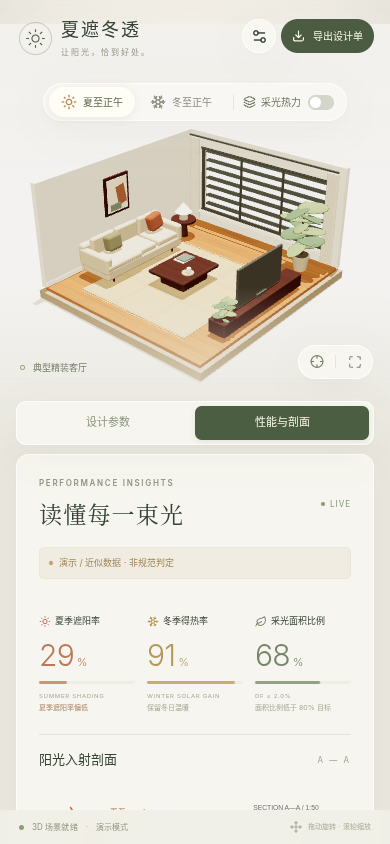 夏遮冬透
让阳光，恰到好处。
导出设计单
夏至正午
冬至正午
采光热力
典型精装客厅
设计参数
性能与剖面
PERFORMANCE INSIGHTS
读懂每一束光
LIVE
演示 / 近似数据 · 非规范判定
夏季遮阳率
冬季得热率
采光面积比例
29%
91%
68%
SUMMER SHADING
WINTER SOLAR GAIN
DF ≥ 2.0%
夏季遮阳率偏低
保留冬日温暖
面积比例低于 80% 目标
阳光入射剖面
A — A
SECTION A—A / 1:50
3D 场景就绪 · 演示模式
拖动旋转 · 滚轮缩放